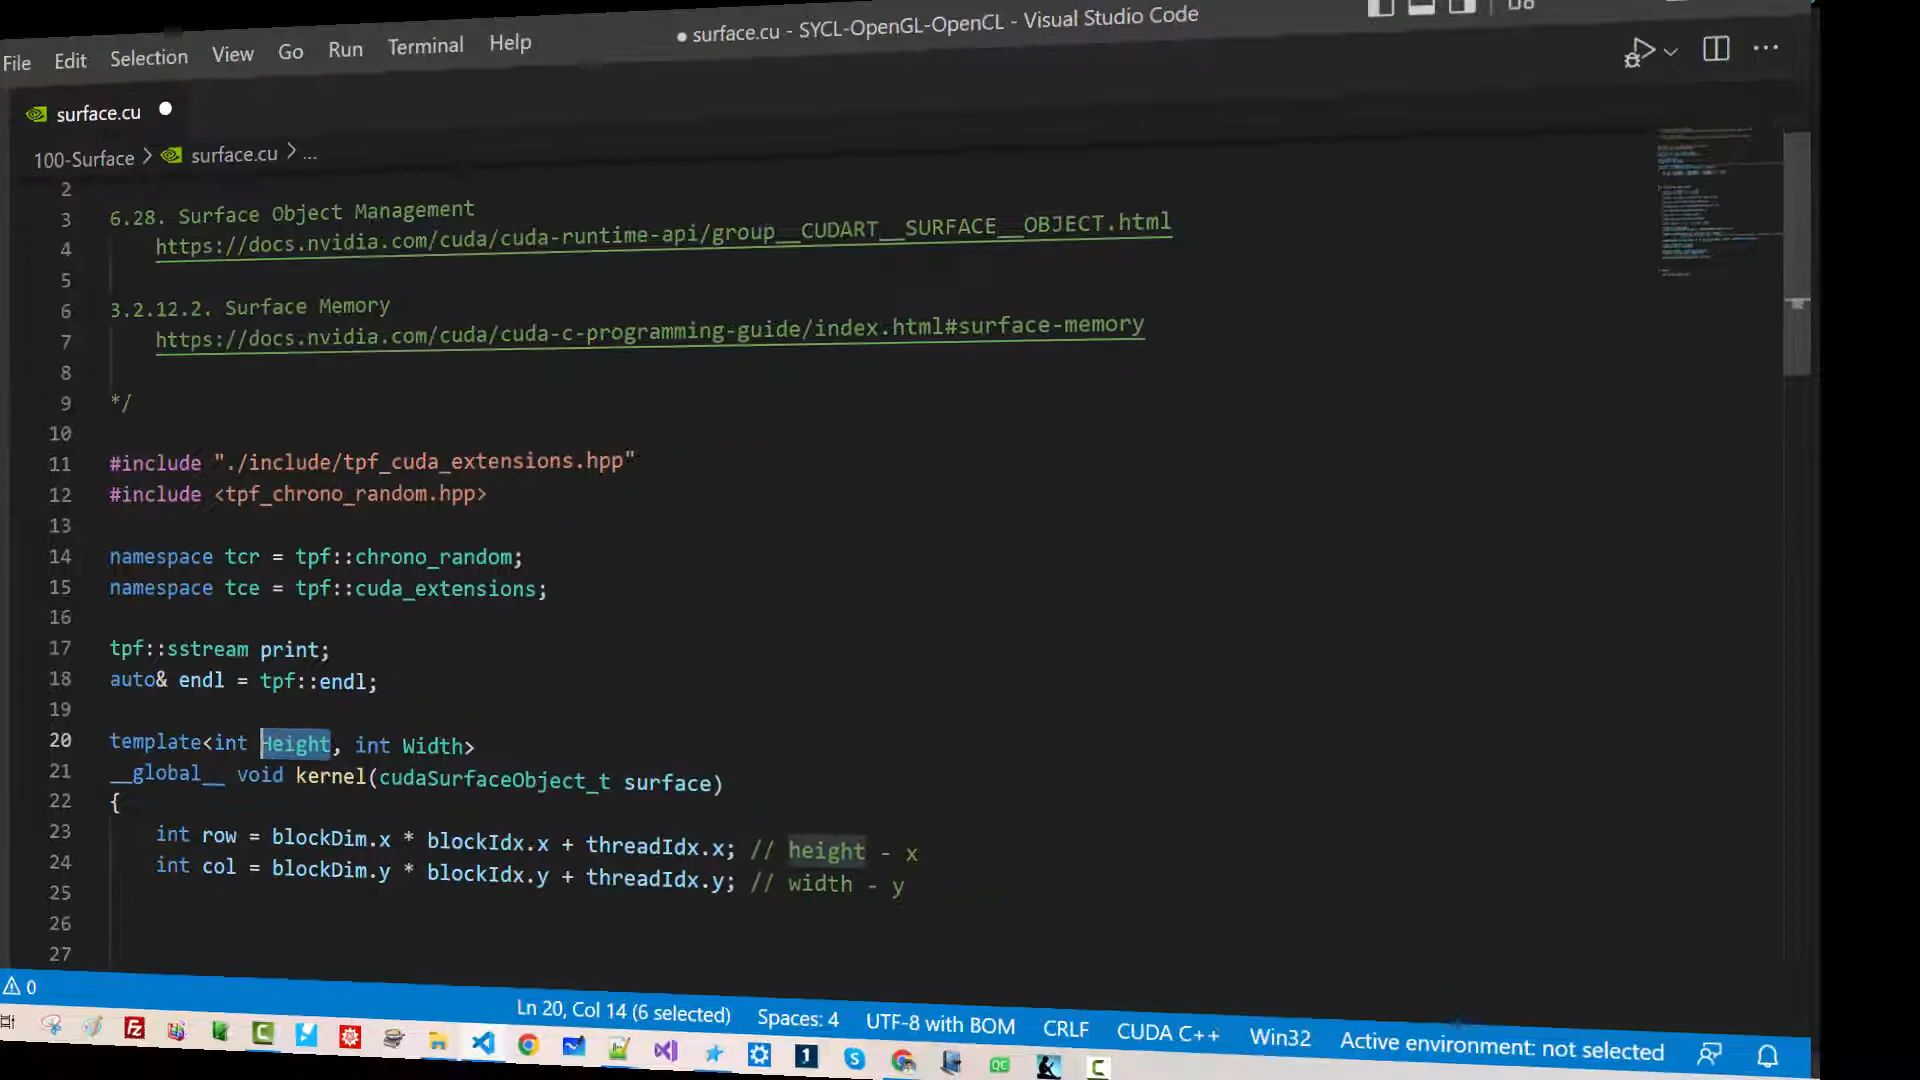 File Edit Selection View Go Run Terminal Help
● surface.cu - SYCL-OpenGL-OpenCL - Visual Studio Code
surface.cu
100-Surface > surface.cu > ...
2
3 6.28. Surface Object Management
4 https://docs.nvidia.com/cuda/cuda-runtime-api/group__CUDART__SURFACE__OBJECT.html
5
6 3.2.12.2. Surface Memory
7 https://docs.nvidia.com/cuda/cuda-c-programming-guide/index.html#surface-memory
8
9 */
10
11 #include "./include/tpf_cuda_extensions.hpp"
12 #include <tpf_chrono_random.hpp>
13
14 namespace tcr = tpf::chrono_random;
15 namespace tce = tpf::cuda_extensions;
16
17 tpf::sstream print;
18 auto& endl = tpf::endl;
19
20 template<int Height, int Width>
21 __global__ void kernel(cudaSurfaceObject_t surface)
22 {
23 int row = blockDim.x * blockIdx.x + threadIdx.x; // height - x
24 int col = blockDim.y * blockIdx.y + threadIdx.y; // width - y
25
26
27
0 Ln 20, Col 14 (6 selected) Spaces: 4 UTF-8 with BOM CRLF CUDA C++ Win32 Active environment: not selected